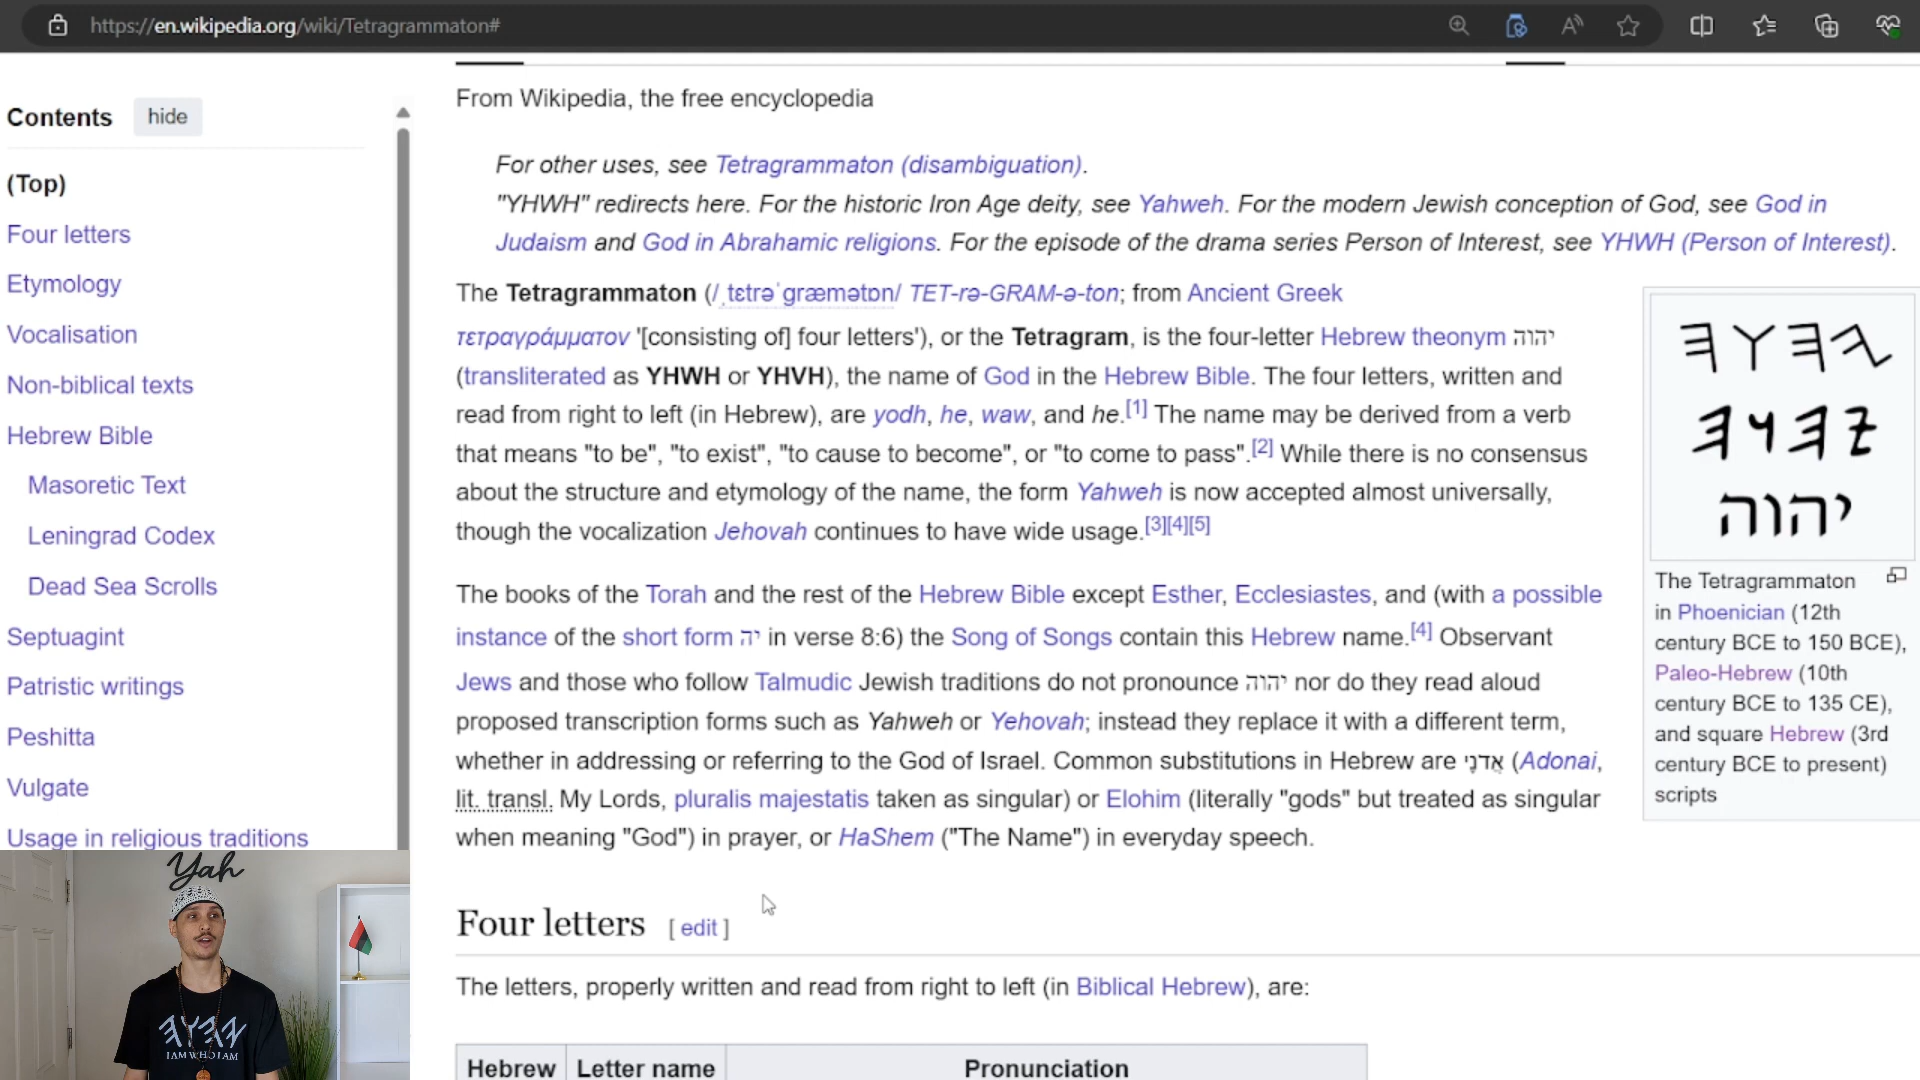 https://en.wikipedia.org/wiki/Tetragrammaton#
Contents hide
(Top)
Four letters
Etymology
Vocalisation
Non-biblical texts
Hebrew Bible
Masoretic Text
Leningrad Codex
Dead Sea Scrolls
Septuagint
Patristic writings
Peshitta
Vulgate
Usage in religious traditions
From Wikipedia, the free encyclopedia
For other uses, see Tetragrammaton (disambiguation).
"YHWH" redirects here. For the historic Iron Age deity, see Yahweh. For the modern Jewish conception of God, see God in
Judaism and God in Abrahamic religions. For the episode of the drama series Person of Interest, see YHWH (Person of Interest).
The Tetragrammaton (/ˌtɛtrəˈɡræmətɒn/ TET-rə-GRAM-ə-ton; from Ancient Greek
τετραγράμματον '[consisting of] four letters'), or the Tetragram, is the four-letter Hebrew theonym יהוה
(transliterated as YHWH or YHVH), the name of God in the Hebrew Bible. The four letters, written and
read from right to left (in Hebrew), are yodh, he, waw, and he.[1] The name may be derived from a verb
that means "to be", "to exist", "to cause to become", or "to come to pass".[2] While there is no consensus
about the structure and etymology of the name, the form Yahweh is now accepted almost universally,
though the vocalization Jehovah continues to have wide usage.[3][4][5]
The books of the Torah and the rest of the Hebrew Bible except Esther, Ecclesiastes, and (with a possible
instance of the short form יה in verse 8:6) the Song of Songs contain this Hebrew name.[4] Observant
Jews and those who follow Talmudic Jewish traditions do not pronounce יהוה nor do they read aloud
proposed transcription forms such as Yahweh or Yehovah; instead they replace it with a different term,
whether in addressing or referring to the God of Israel. Common substitutions in Hebrew are אֲדֹנָי (Adonai,
lit. transl. My Lords, pluralis majestatis taken as singular) or Elohim (literally "gods" but treated as singular
when meaning "God") in prayer, or HaShem ("The Name") in everyday speech.
Four letters [ edit ]
The letters, properly written and read from right to left (in Biblical Hebrew), are:
Hebrew Letter name Pronunciation
𐤉𐤄𐤅𐤄
𐤉𐤄𐤅𐤄
יהוה
The Tetragrammaton
in Phoenician (12th
century BCE to 150 BCE),
Paleo-Hebrew (10th
century BCE to 135 CE),
and square Hebrew (3rd
century BCE to present)
scripts
Yah
𐤉𐤄𐤅𐤄
I AM WHO I AM